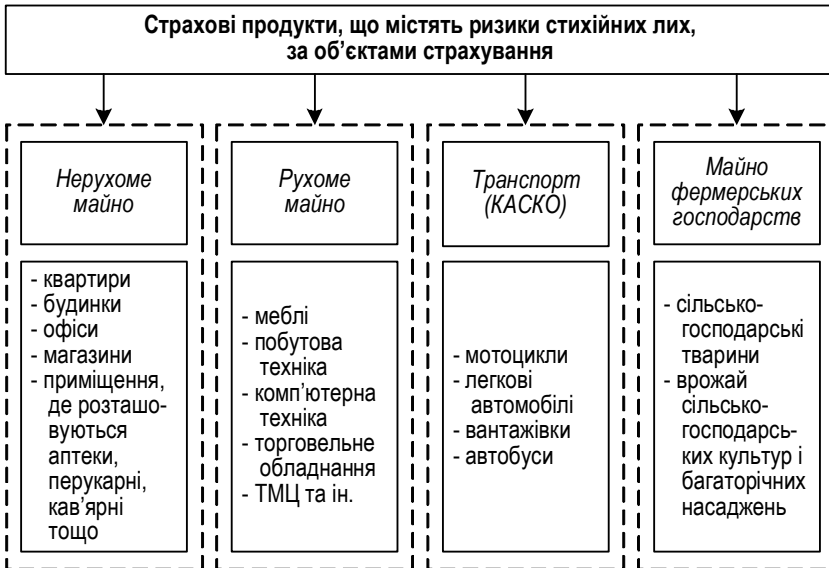 Страхові продукти, що містять ризики стихійних лих,
за об’єктами страхування
Нерухоме
майно
- квартири
- будинки
- офіси
- магазини
- приміщення,
де розташо-
вуються
аптеки,
перукарні,
кав’ярні
тощо
Рухоме
майно
- меблі
- побутова
техніка
- комп’ютерна
техніка
- торговельне
обладнання
- ТМЦ та ін.
Транспорт
(КАСКО)
- мотоцикли
- легкові
автомобілі
- вантажівки
- автобуси
Майно
фермерських
господарств
- сільсько-
господарські
тварини
- врожай
сільсько-
господарсь-
ких культур і
багаторічних
насаджень